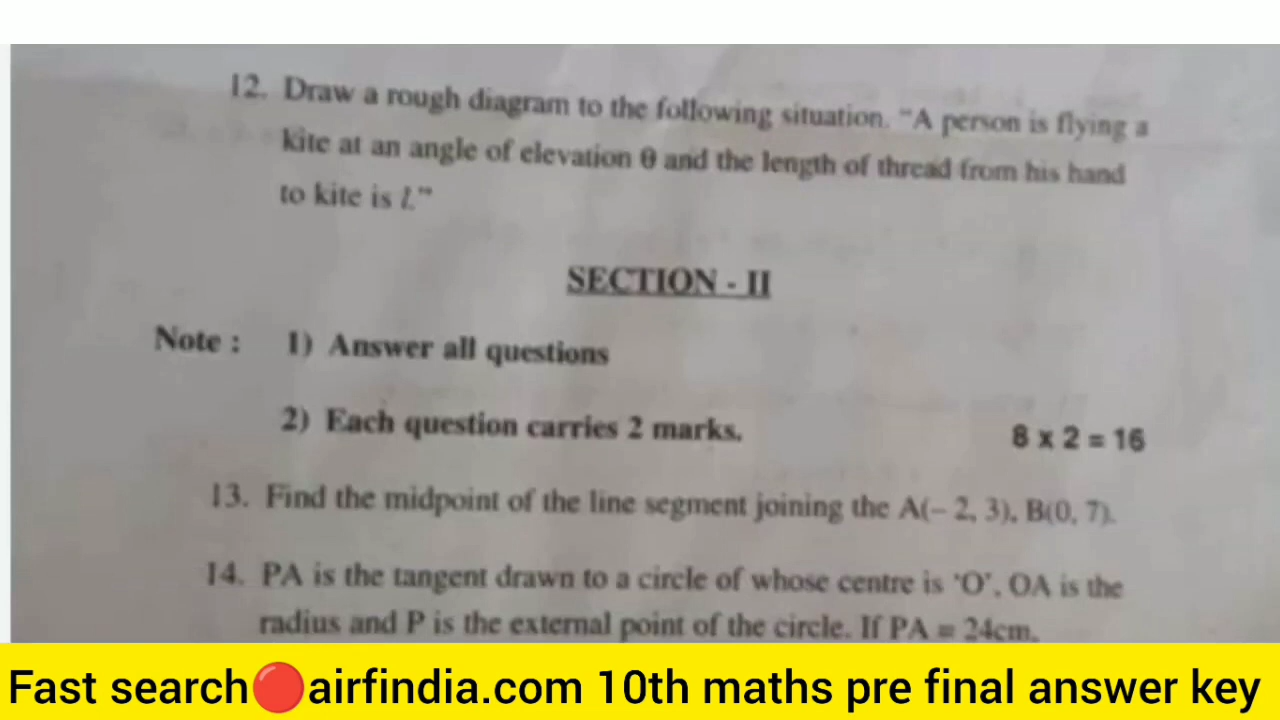 12. Draw a rough diagram to the following situation. "A person is flying a
kite at an angle of elevation θ and the length of thread from his hand
to kite is l."
SECTION - II
Note : 1) Answer all questions
2) Each question carries 2 marks.
8 x 2 = 16
13. Find the midpoint of the line segment joining the A(– 2, 3), B(0, 7).
14. PA is the tangent drawn to a circle of whose centre is 'O', OA is the
radius and P is the external point of the circle. If PA = 24cm,
Fast search🔴airfindia.com 10th maths pre final answer key